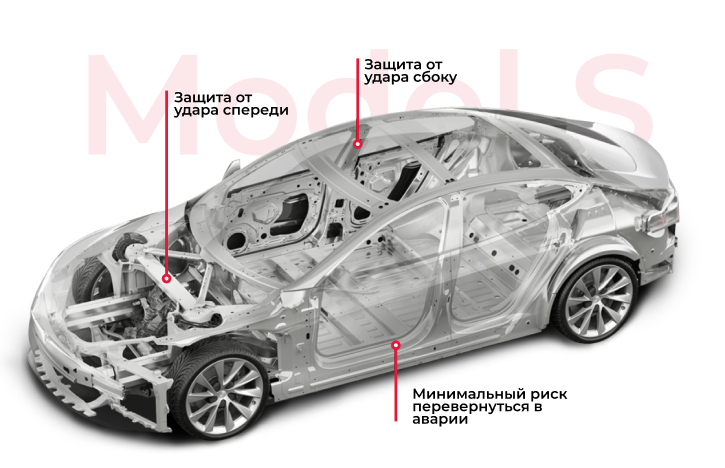 Model S
Защита от
удара сбоку
Защита от
удара спереди
Минимальный риск
перевернуться в
аварии